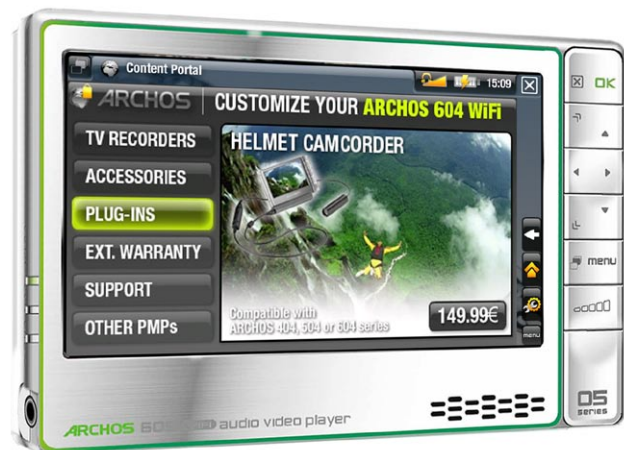 Content Portal
15:09
ARCHOS
CUSTOMIZE YOUR ARCHOS 604 WiFi
TV RECORDERS
ACCESSORIES
PLUG-INS
EXT. WARRANTY
SUPPORT
OTHER PMPs
HELMET CAMCORDER
Compatible with
ARCHOS 404, 504 or 604 series
149.99€
menu
OK
menu
05
series
ARCHOS audio video player